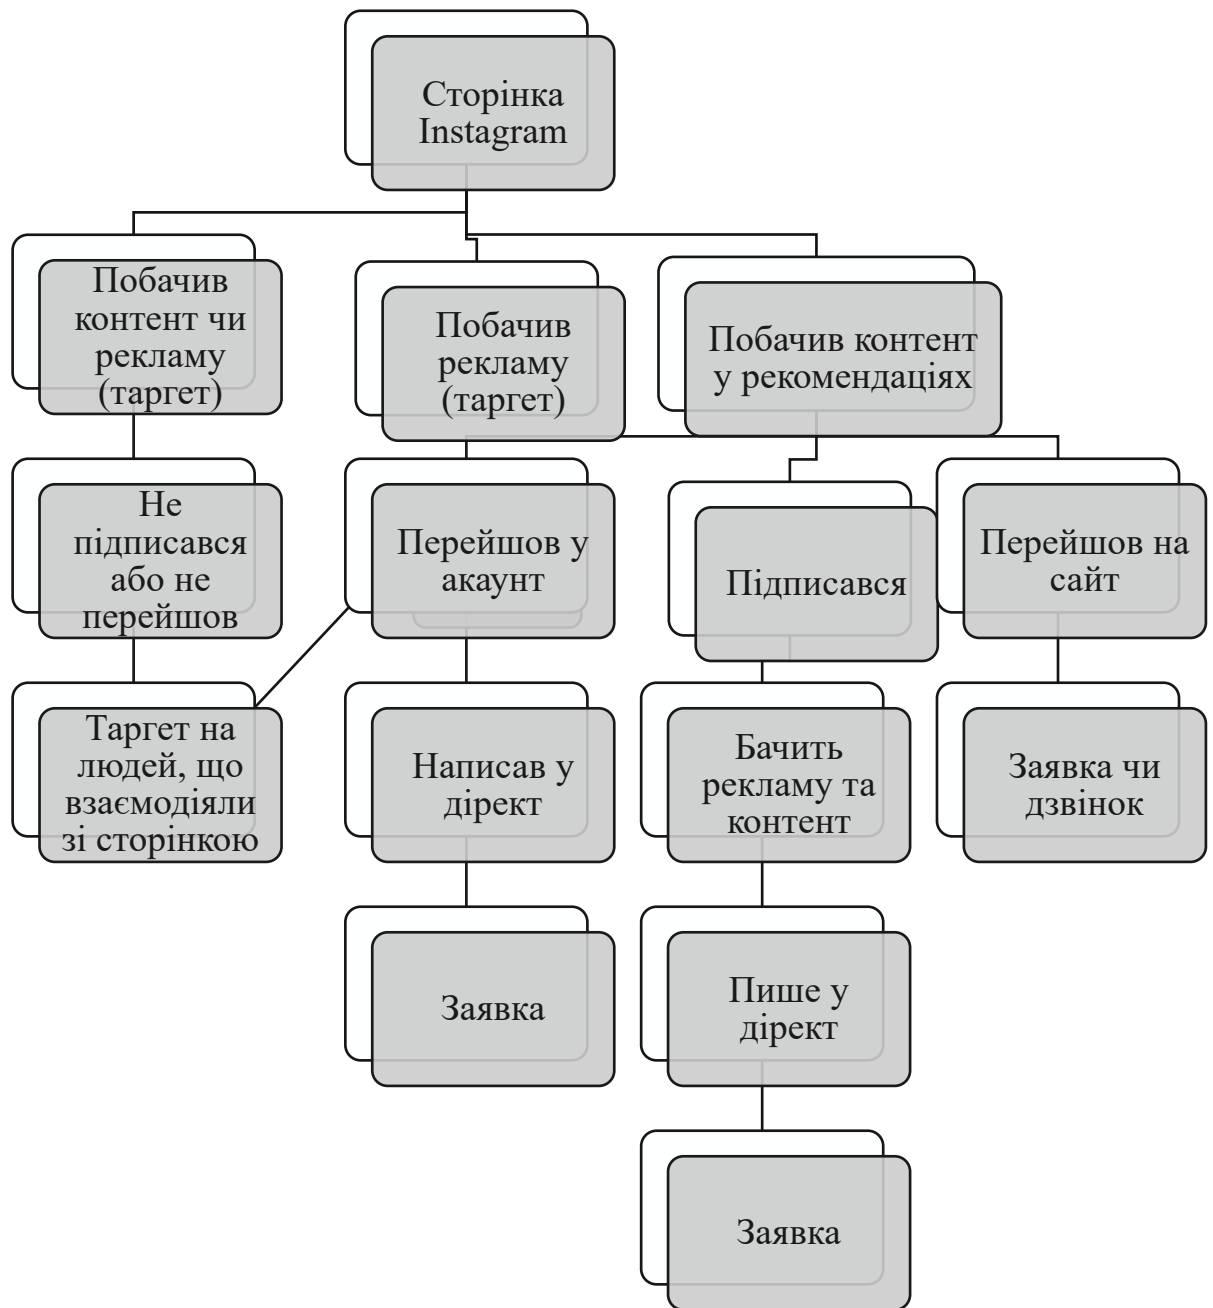 Сторінка
Instagram
Побачив
контент чи
рекламу
(таргет)
Побачив
рекламу
(таргет)
Побачив контент
у рекомендаціях
Не
підписався
або не
перейшов
Перейшов у
акаунт
Підписався
Перейшов на
сайт
Таргет на
людей, що
взаємодіяли
зі сторінкою
Написав у
дірект
Бачить
рекламу та
контент
Заявка чи
дзвінок
Заявка
Пише у
дірект
Заявка